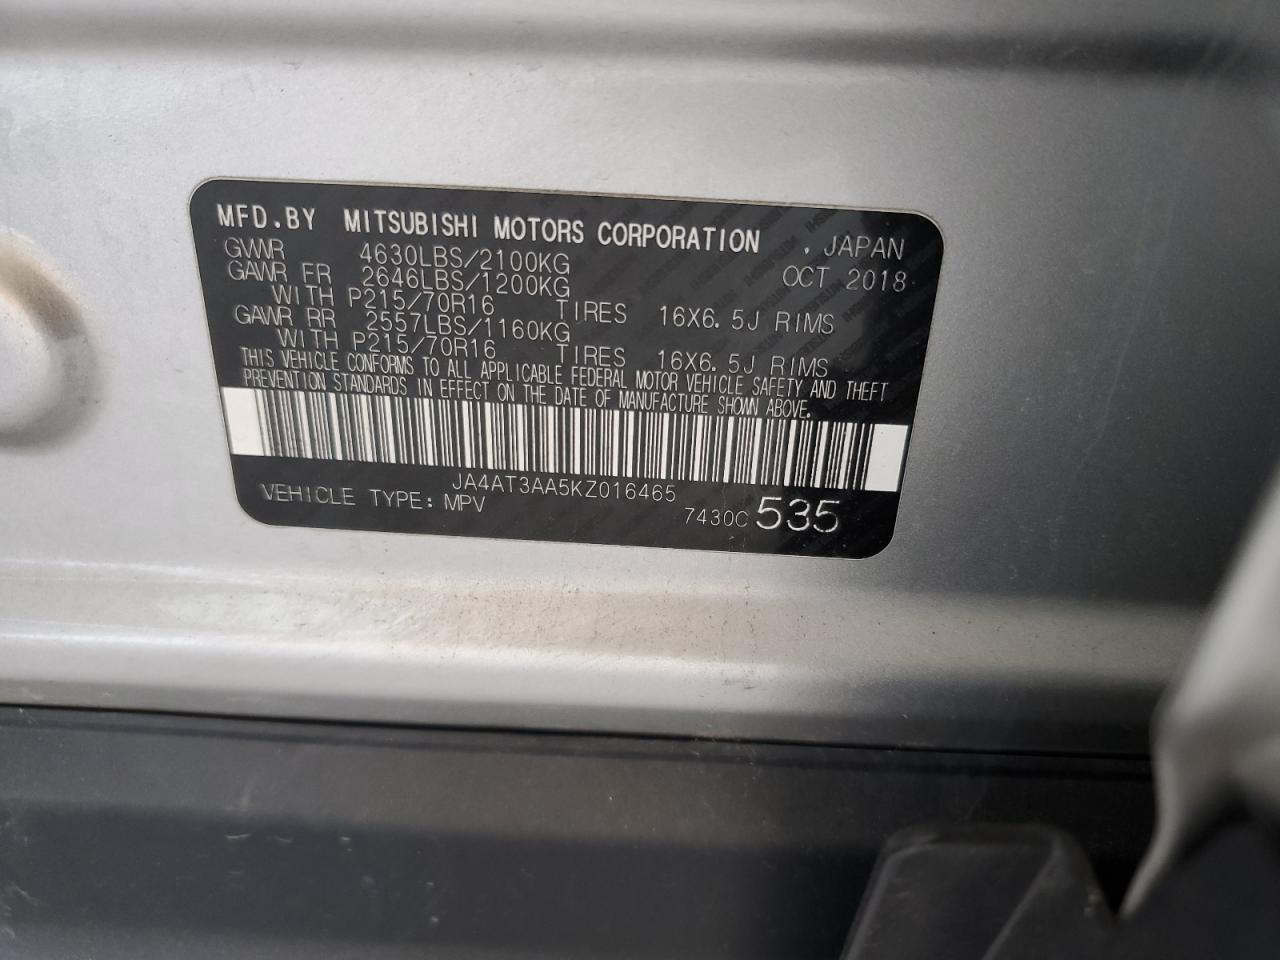 MFD.BY MITSUBISHI MOTORS CORPORATION , JAPAN
GVWR 4630LBS/2100KG OCT 2018
GAWR FR 2646LBS/1200KG
WITH P215/70R16 TIRES 16X6.5J RIMS
GAWR RR 2557LBS/1160KG
WITH P215/70R16 TIRES 16X6.5J RIMS
THIS VEHICLE CONFORMS TO ALL APPLICABLE FEDERAL MOTOR VEHICLE SAFETY AND THEFT
PREVENTION STANDARDS IN EFFECT ON THE DATE OF MANUFACTURE SHOWN ABOVE.
JA4AT3AA5KZ016465
VEHICLE TYPE: MPV 7430C 535